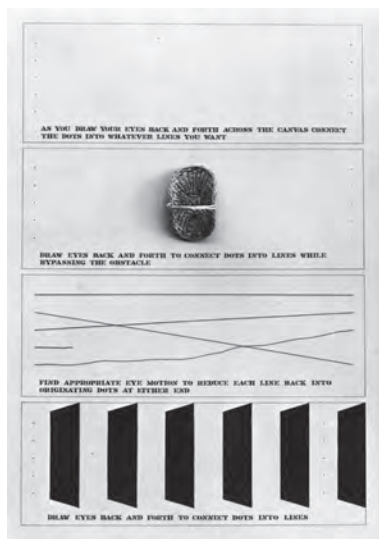 AS YOU DRAW YOUR EYES BACK AND FORTH ACROSS THE CANVAS CONNECT
THE DOTS INTO WHATEVER LINES YOU WANT
DRAW EYES BACK AND FORTH TO CONNECT DOTS INTO LINES WHILE
BYPASSING THE OBSTACLE
FIND APPROPRIATE EYE MOTION TO REDUCE EACH LINE BACK INTO
ORIGINATING DOTS AT EITHER END
DRAW EYES BACK AND FORTH TO CONNECT DOTS INTO LINES